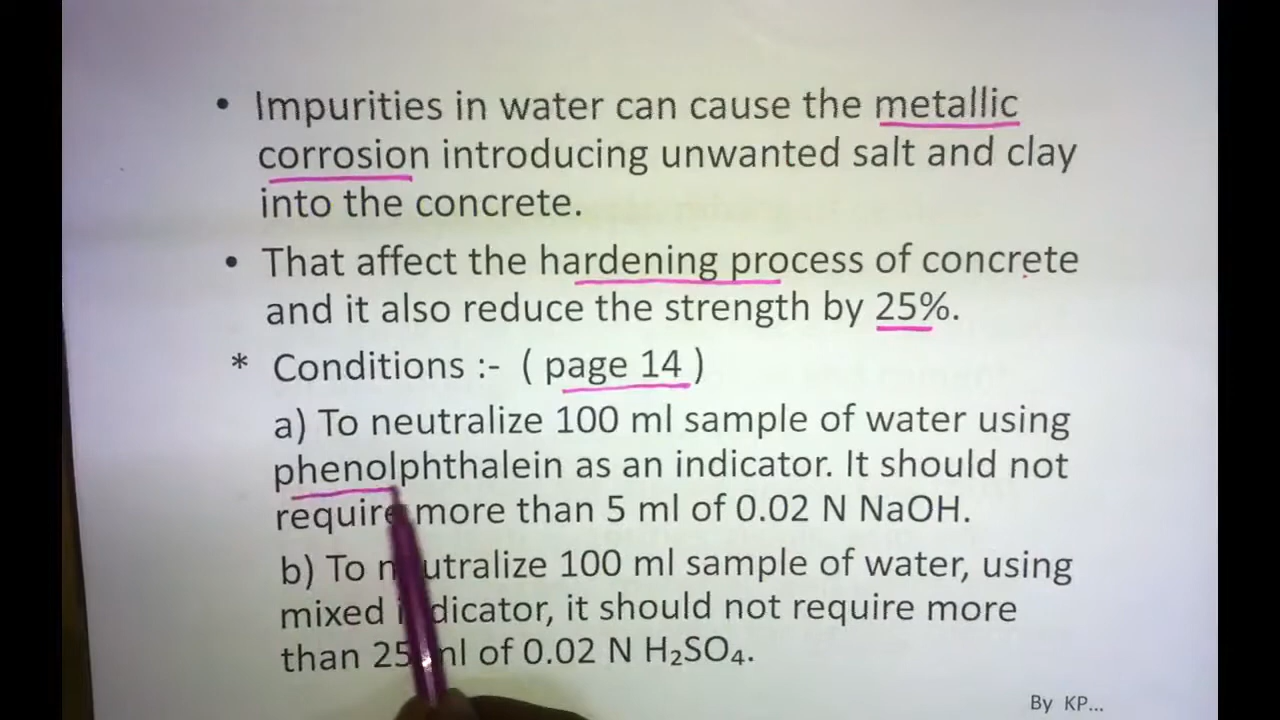 • Impurities in water can cause the metallic
corrosion introducing unwanted salt and clay
into the concrete.
• That affect the hardening process of concrete
and it also reduce the strength by 25%.
* Conditions :- ( page 14 )
a) To neutralize 100 ml sample of water using
phenolphthalein as an indicator. It should not
require more than 5 ml of 0.02 N NaOH.
b) To neutralize 100 ml sample of water, using
mixed indicator, it should not require more
than 25 ml of 0.02 N H₂SO₄.
By KP...